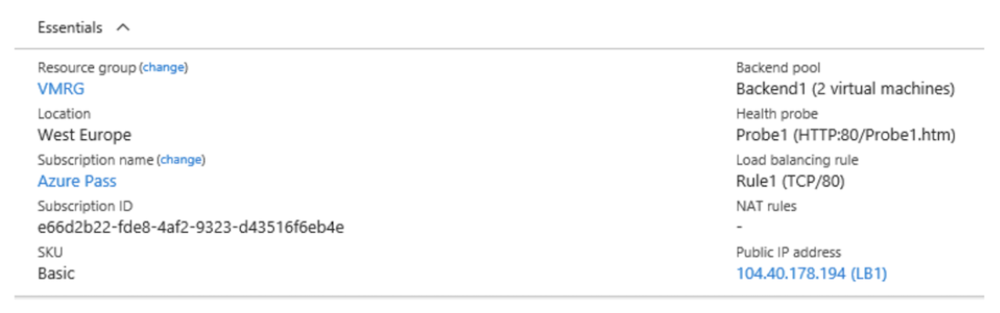 Essentials
Resource group (change)
VMRG
Location
West Europe
Subscription name (change)
Azure Pass
Subscription ID
e66d2b22-fde8-4af2-9323-d43516f6eb4e
SKU
Basic
Backend pool
Backend1 (2 virtual machines)
Health probe
Probe1 (HTTP:80/Probe1.htm)
Load balancing rule
Rule1 (TCP/80)
NAT rules
-
Public IP address
104.40.178.194 (LB1)